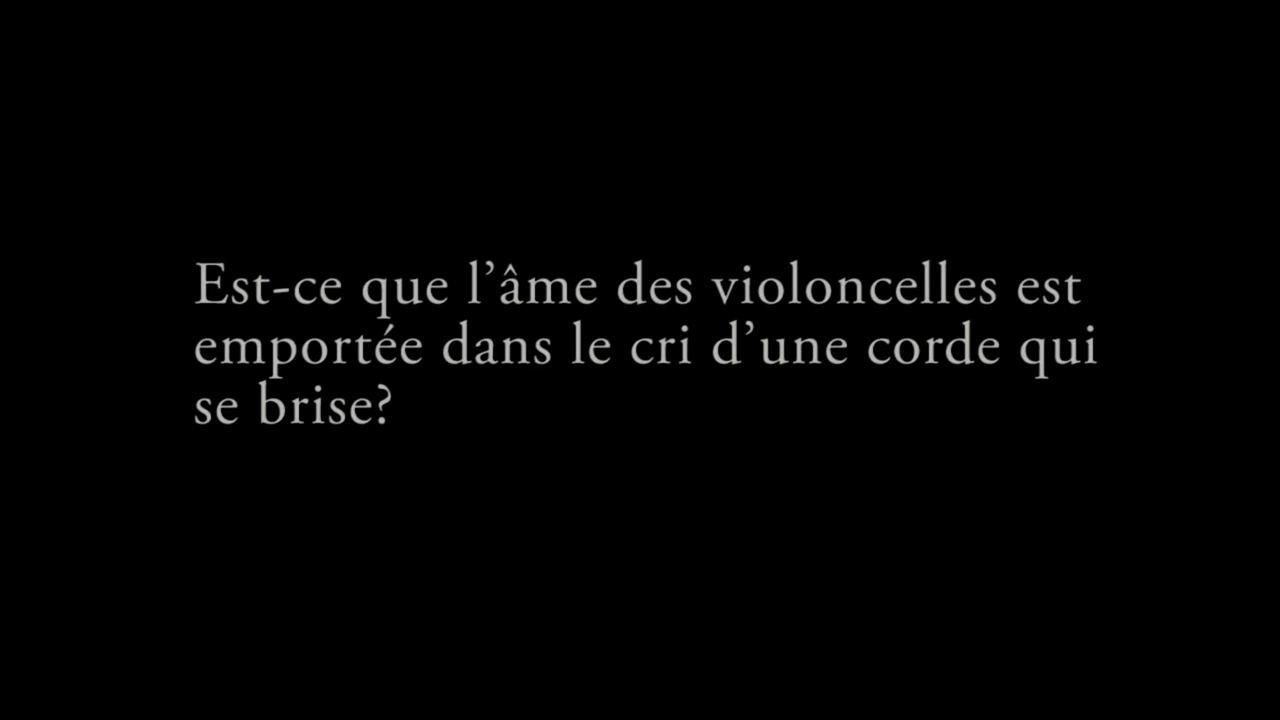 Est-ce que l’âme des violoncelles est
emportée dans le cri d’une corde qui
se brise?